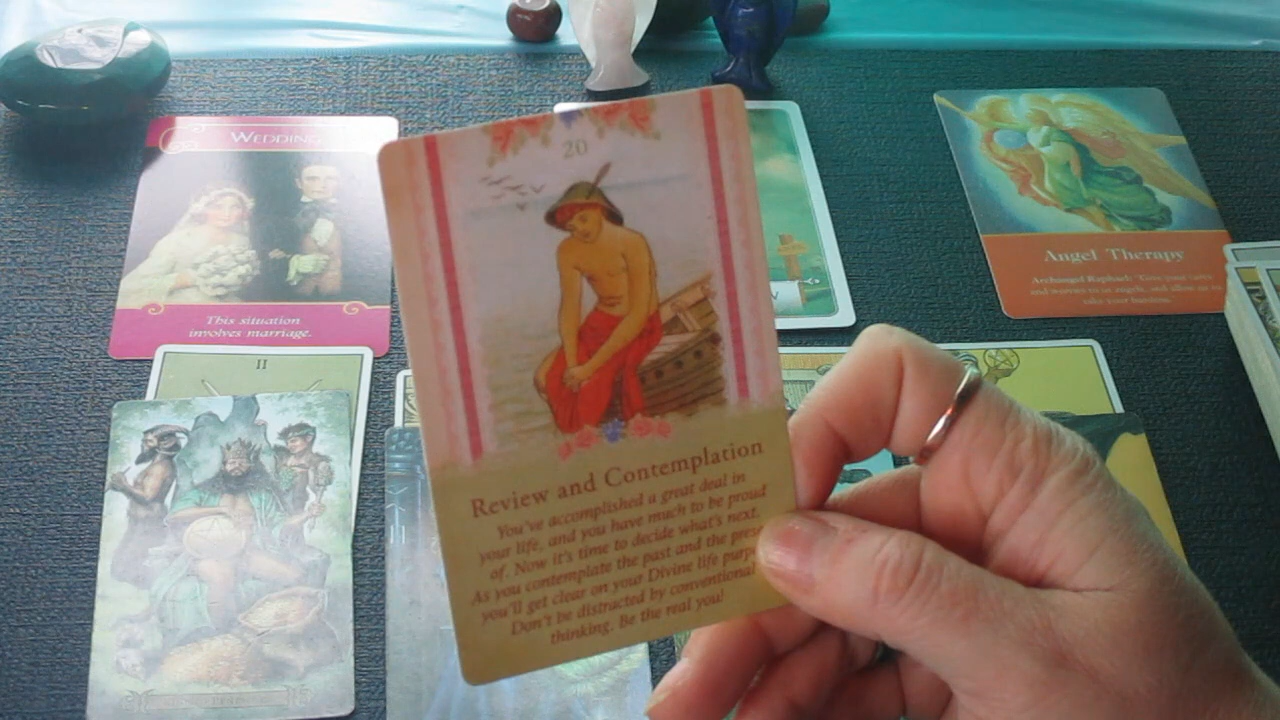 WEDDING
This situation
involves marriage.
II
20
Review and Contemplation
You've accomplished a great deal in
your life, and you have much to be proud
of. Now it's time to decide what's next.
As you contemplate the past and the
you'll get clear on your Divine life
Don't be distracted by conventional
thinking. Be the real you!
Angel Therapy
Archangel Raphael: "Give your cares
and worries to us angels, and allow us to
take your burdens.